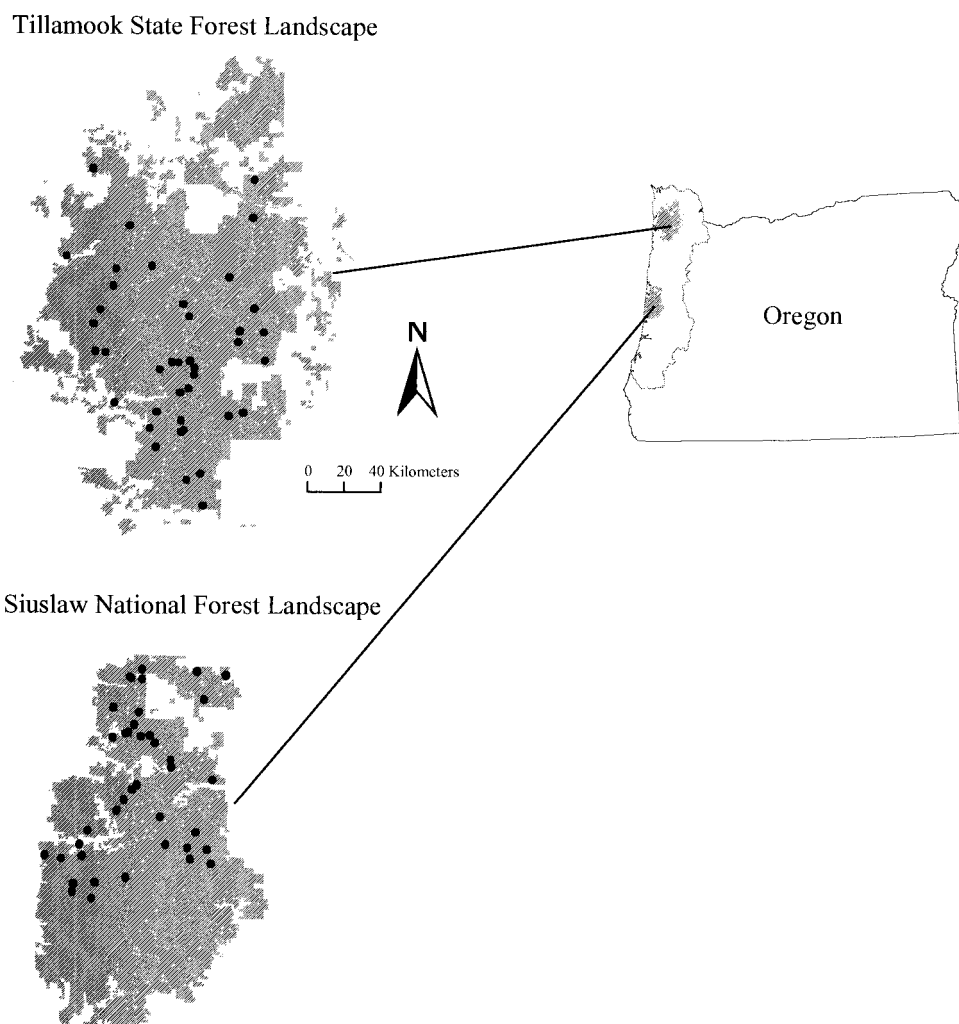 Tillamook State Forest Landscape
Oregon
N
0 20 40 Kilometers
Siuslaw National Forest Landscape